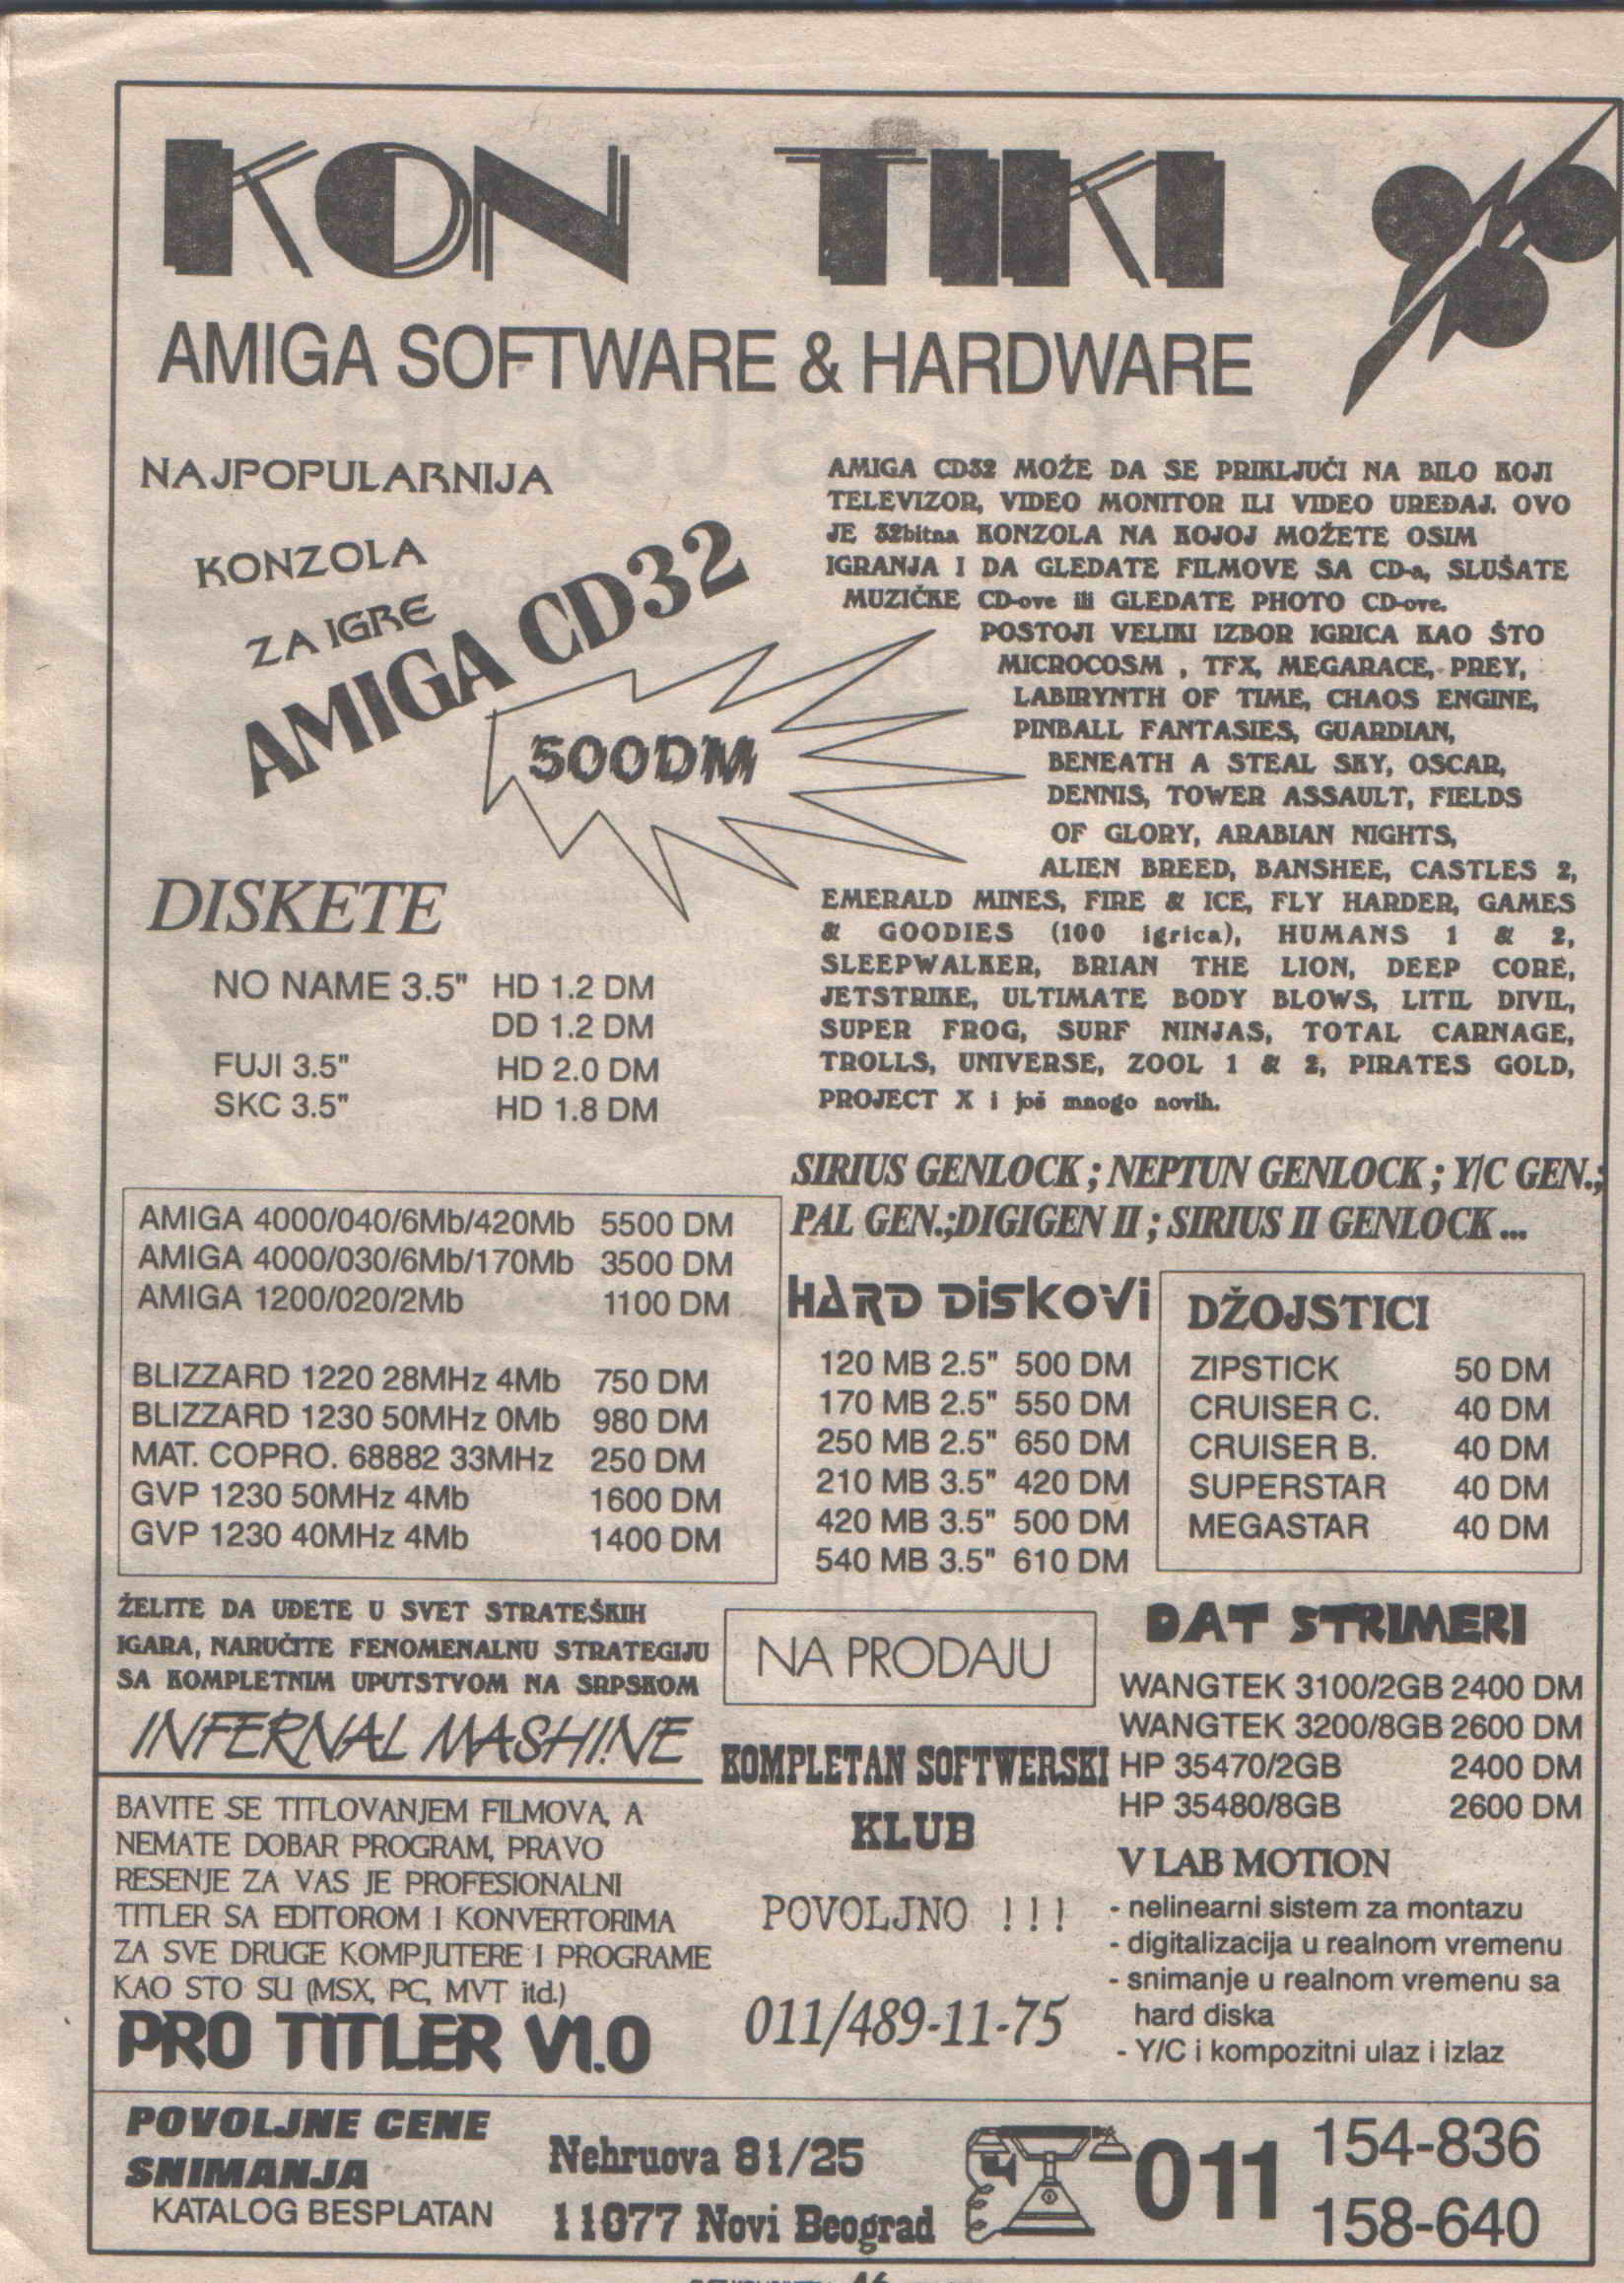 KON TIKI
AMIGA SOFTWARE & HARDWARE
NAJPOPULARNIJA
KONZOLA
ZA IGRE
AMIGA CD32
500DM
AMIGA CD32 MOŽE DA SE PRIKLJUČI NA BILO KOJI
TELEVIZOR, VIDEO MONITOR ILI VIDEO UREĐAJ. OVO
JE 32bitna KONZOLA NA KOJOJ MOŽETE OSIM
IGRANJA I DA GLEDATE FILMOVE SA CD-a, SLUŠATE
MUZIČKE CD-ove ili GLEDATE PHOTO CD-ove.
POSTOJI VELIKI IZBOR IGRICA KAO ŠTO
MICROCOSM , TFX, MEGARACE, PREY,
LABIRYNTH OF TIME, CHAOS ENGINE,
PINBALL FANTASIES, GUARDIAN,
BENEATH A STEAL SKY, OSCAR,
DENNIS, TOWER ASSAULT, FIELDS
OF GLORY, ARABIAN NIGHTS,
ALIEN BREED, BANSHEE, CASTLES 2,
EMERALD MINES, FIRE & ICE, FLY HARDER, GAMES
& GOODIES (100 igrica), HUMANS 1 & 2,
SLEEPWALKER, BRIAN THE LION, DEEP CORE,
JETSTRIKE, ULTIMATE BODY BLOWS, LITIL DIVIL,
SUPER FROG, SURF NINJAS, TOTAL CARNAGE,
TROLLS, UNIVERSE, ZOOL 1 & 2, PIRATES GOLD,
PROJECT X i još mnogo novih.
DISKETE
NO NAME 3.5" HD 1.2 DM
DD 1.2 DM
FUJI 3.5" HD 2.0 DM
SKC 3.5" HD 1.8 DM
SIRIUS GENLOCK ; NEPTUN GENLOCK ; Y/C GEN.;
PAL GEN.;DIGIGEN II ; SIRIUS II GENLOCK ...
AMIGA 4000/040/6Mb/420Mb 5500 DM
AMIGA 4000/030/6Mb/170Mb 3500 DM
AMIGA 1200/020/2Mb 1100 DM
BLIZZARD 1220 28MHz 4Mb 750 DM
BLIZZARD 1230 50MHz 0Mb 980 DM
MAT. COPRO. 68882 33MHz 250 DM
GVP 1230 50MHz 4Mb 1600 DM
GVP 1230 40MHz 4Mb 1400 DM
HARD DISKOVI
120 MB 2.5" 500 DM
170 MB 2.5" 550 DM
250 MB 2.5" 650 DM
210 MB 3.5" 420 DM
420 MB 3.5" 500 DM
540 MB 3.5" 610 DM
DŽOJSTICI
ZIPSTICK 50 DM
CRUISER C. 40 DM
CRUISER B. 40 DM
SUPERSTAR 40 DM
MEGASTAR 40 DM
ŽELITE DA UĐETE U SVET STRATEŠKIH
IGARA, NARUČITE FENOMENALNU STRATEGIJU
SA KOMPLETNIM UPUTSTVOM NA SRPSKOM
INFERNAL MASHINE
BAVITE SE TITLOVANJEM FILMOVA, A
NEMATE DOBAR PROGRAM, PRAVO
RESENJE ZA VAS JE PROFESIONALNI
TITLER SA EDITOROM I KONVERTORIMA
ZA SVE DRUGE KOMPJUTERE I PROGRAME
KAO STO SU (MSX, PC, MVT itd.)
PRO TITLER V1.0
NA PRODAJU
KOMPLETAN SOFTWERSKI
KLUB
POVOLJNO !!!
011/489-11-75
DAT STRIMERI
WANGTEK 3100/2GB 2400 DM
WANGTEK 3200/8GB 2600 DM
HP 35470/2GB 2400 DM
HP 35480/8GB 2600 DM
V LAB MOTION
- nelinearni sistem za montazu
- digitalizacija u realnom vremenu
- snimanje u realnom vremenu sa
hard diska
- Y/C i kompozitni ulaz i izlaz
POVOLJNE CENE
SNIMANJA
KATALOG BESPLATAN
Nehruova 81/25
11077 Novi Beograd
011
154-836
158-640